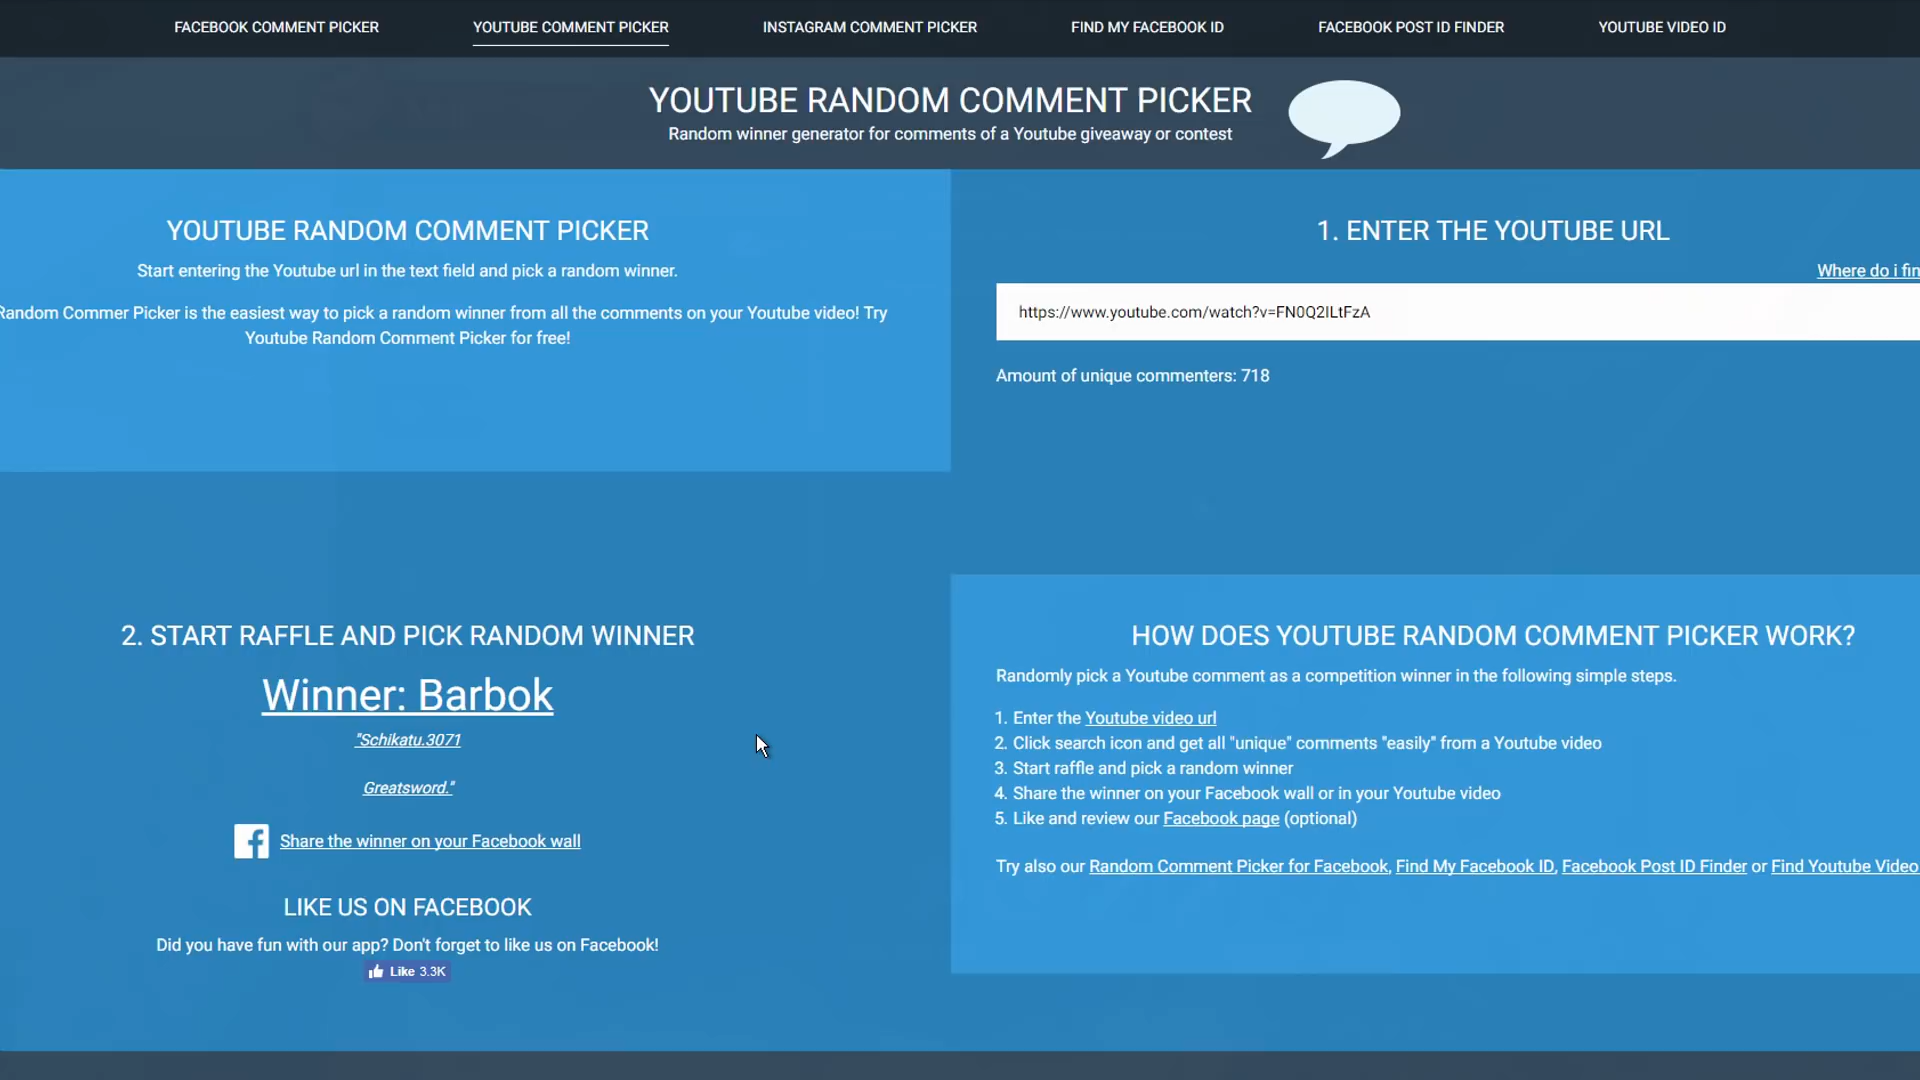 FACEBOOK COMMENT PICKER
YOUTUBE COMMENT PICKER
INSTAGRAM COMMENT PICKER
FIND MY FACEBOOK ID
FACEBOOK POST ID FINDER
YOUTUBE VIDEO ID
YOUTUBE RANDOM COMMENT PICKER
Random winner generator for comments of a Youtube giveaway or contest
YOUTUBE RANDOM COMMENT PICKER
Start entering the Youtube url in the text field and pick a random winner.
Random Commer Picker is the easiest way to pick a random winner from all the comments on your Youtube video! Try
Youtube Random Comment Picker for free!
1. ENTER THE YOUTUBE URL
Where do i fin
https://www.youtube.com/watch?v=FN0Q2ILtFzA
Amount of unique commenters: 718
2. START RAFFLE AND PICK RANDOM WINNER
Winner: Barbok
"Schikatu.3071
Greatsword."
Share the winner on your Facebook wall
LIKE US ON FACEBOOK
Did you have fun with our app? Don't forget to like us on Facebook!
Like 3.3K
HOW DOES YOUTUBE RANDOM COMMENT PICKER WORK?
Randomly pick a Youtube comment as a competition winner in the following simple steps.
1. Enter the Youtube video url
2. Click search icon and get all "unique" comments "easily" from a Youtube video
3. Start raffle and pick a random winner
4. Share the winner on your Facebook wall or in your Youtube video
5. Like and review our Facebook page (optional)
Try also our Random Comment Picker for Facebook, Find My Facebook ID, Facebook Post ID Finder or Find Youtube Video